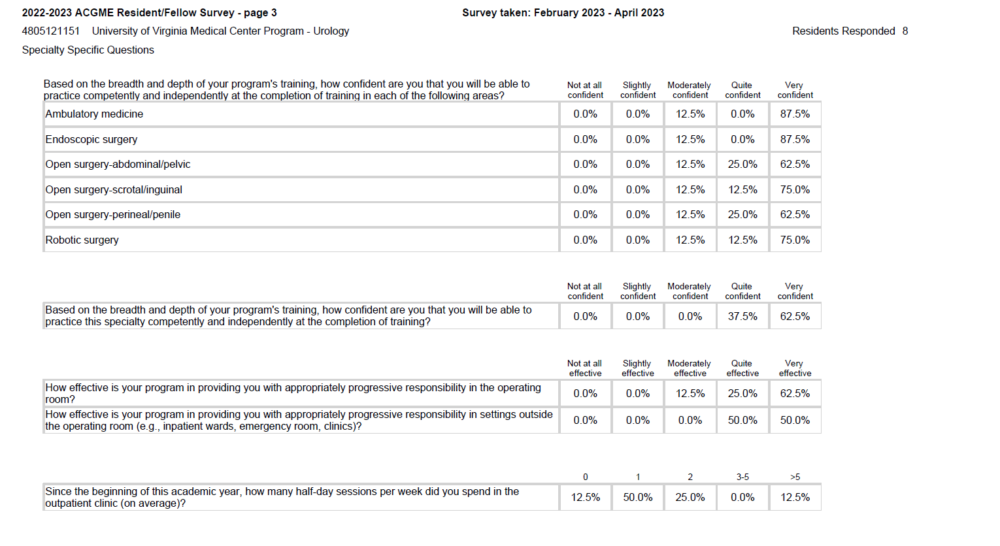 2022-2023 ACGME Resident/Fellow Survey - page 3 Survey taken: February 2023 - April 2023
4805121151 University of Virginia Medical Center Program - Urology Residents Responded 8
Specialty Specific Questions
Based on the breadth and depth of your program's training, how confident are you that you will be able to
practice competently and independently at the completion of training in each of the following areas?
Not at all Slightly Moderately Quite Very
confident confident confident confident confident
Ambulatory medicine 0.0% 0.0% 12.5% 0.0% 87.5%
Endoscopic surgery 0.0% 0.0% 12.5% 0.0% 87.5%
Open surgery-abdominal/pelvic 0.0% 0.0% 12.5% 25.0% 62.5%
Open surgery-scrotal/inguinal 0.0% 0.0% 12.5% 12.5% 75.0%
Open surgery-perineal/penile 0.0% 0.0% 12.5% 25.0% 62.5%
Robotic surgery 0.0% 0.0% 12.5% 12.5% 75.0%
Not at all Slightly Moderately Quite Very
confident confident confident confident confident
Based on the breadth and depth of your program's training, how confident are you that you will be able to
practice this specialty competently and independently at the completion of training?
0.0% 0.0% 0.0% 37.5% 62.5%
Not at all Slightly Moderately Quite Very
effective effective effective effective effective
How effective is your program in providing you with appropriately progressive responsibility in the operating
room?
0.0% 0.0% 12.5% 25.0% 62.5%
How effective is your program in providing you with appropriately progressive responsibility in settings outside
the operating room (e.g., inpatient wards, emergency room, clinics)?
0.0% 0.0% 0.0% 50.0% 50.0%
0 1 2 3-5 >5
Since the beginning of this academic year, how many half-day sessions per week did you spend in the
outpatient clinic (on average)?
12.5% 50.0% 25.0% 0.0% 12.5%